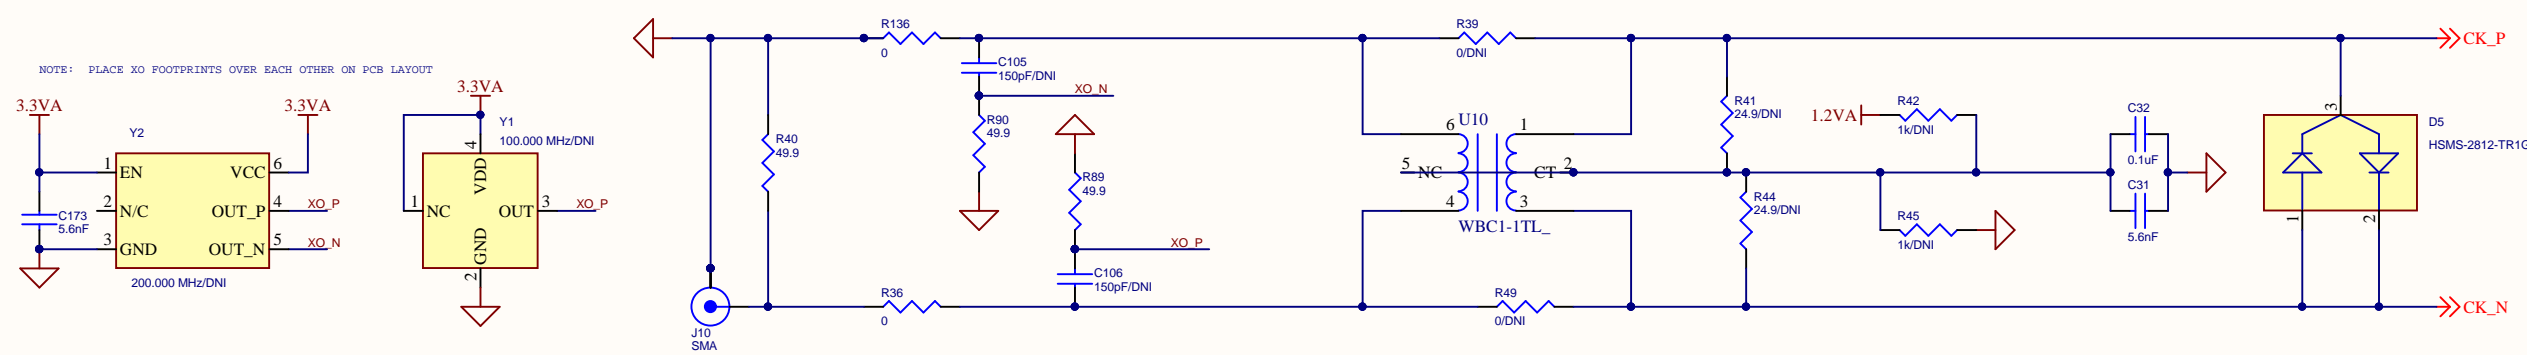 NOTE: PLACE XO FOOTPRINTS OVER EACH OTHER ON PCB LAYOUT
3.3VA
3.3VA
Y2
1
EN
VCC
6
2
N/C
OUT_P
4
XO_P
3
GND
OUT_N
5
XO_N
C173
5.6nF
200.000 MHz/DNI
3.3VA
Y1
100.000 MHz/DNI
4
VDD
1
NC
OUT
3
XO_P
GND
2
R136
0
R40
49.9
J10
SMA
R36
0
C105
150pF/DNI
XO_N
R90
49.9
R89
49.9
XO_P
C106
150pF/DNI
R39
0/DNI
U10
6
1
5
NC
CT
2
4
3
WBC1-1TL_
R49
0/DNI
R41
24.9/DNI
R44
24.9/DNI
1.2VA
R42
1k/DNI
R45
1k/DNI
C32
0.1uF
C31
5.6nF
3
D5
HSMS-2812-TR1G
1
2
CK_P
CK_N